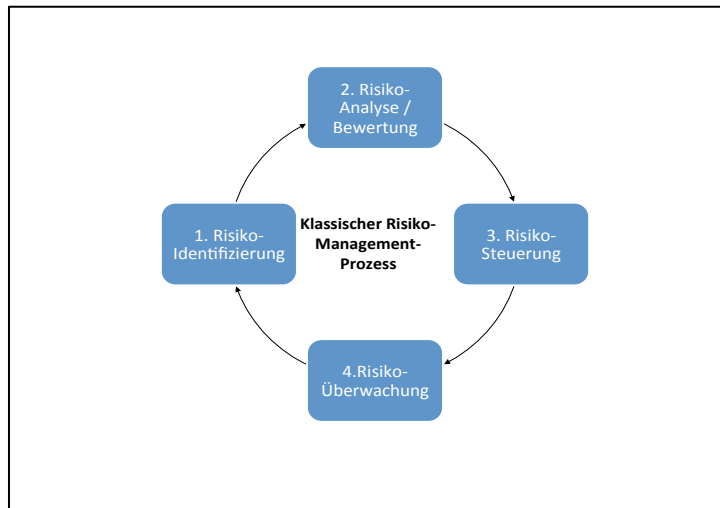 2. Risiko-
Analyse /
Bewertung
1. Risiko-
Identifizierung
Klassischer Risiko-
Management-
Prozess
3. Risiko-
Steuerung
4.Risiko-
Überwachung